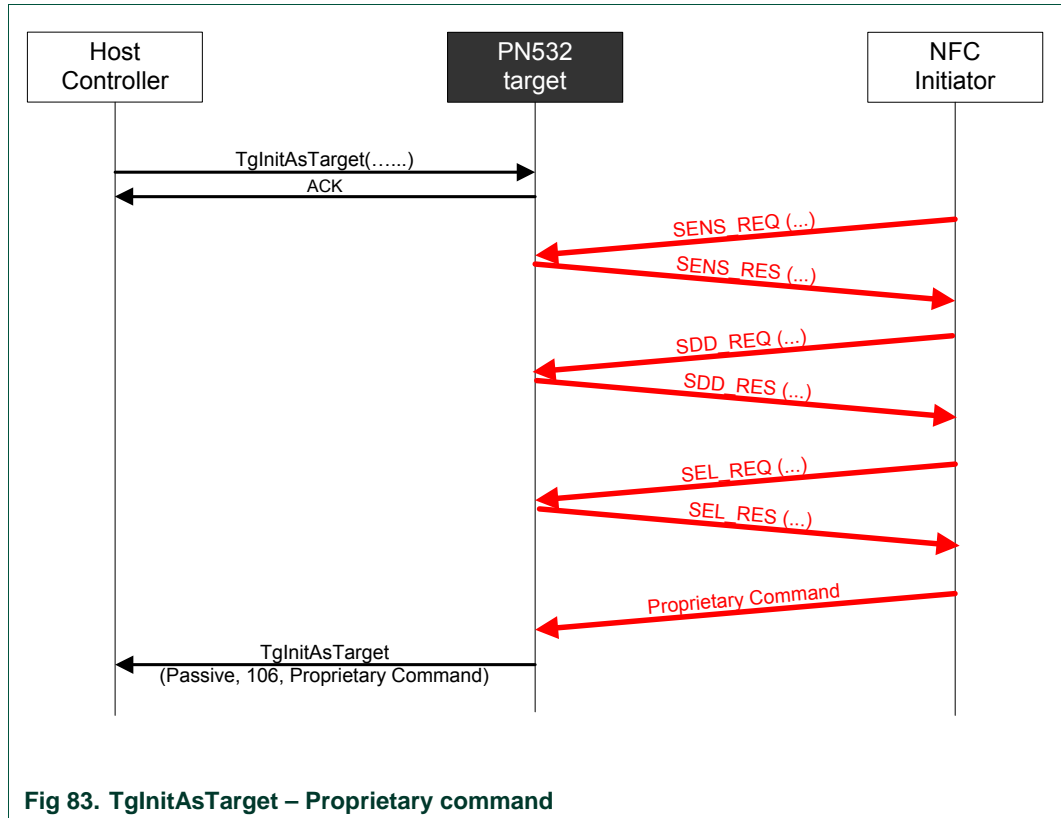 Host
Controller
PN532
target
NFC
Initiator
TgInitAsTarget(…...)
ACK
SENS_REQ (...)
SENS_RES (...)
SDD_REQ (...)
SDD_RES (...)
SEL_REQ (...)
SEL_RES (...)
Proprietary Command
TgInitAsTarget
(Passive, 106, Proprietary Command)
Fig 83. TgInitAsTarget – Proprietary command